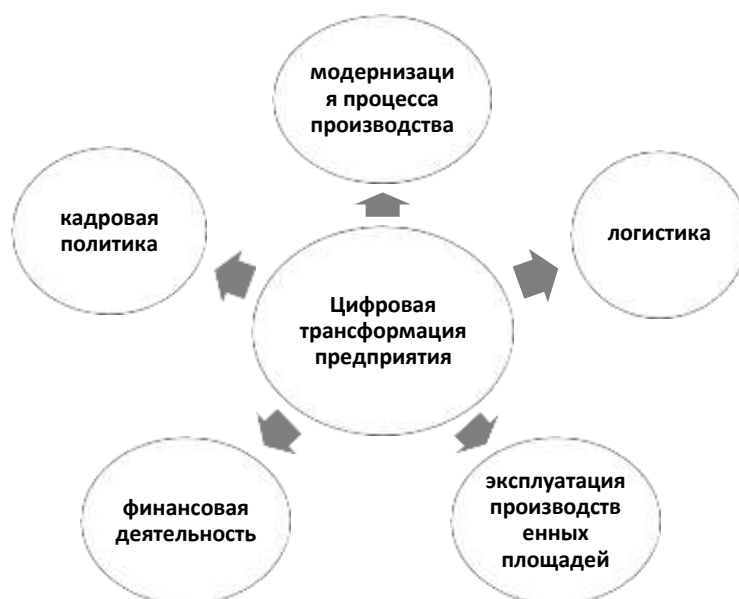 модернизаци
я процесса
производства
кадровая
политика
логистика
Цифровая
трансформация
предприятия
финансовая
деятельность
эксплуатация
производств
енных
площадей